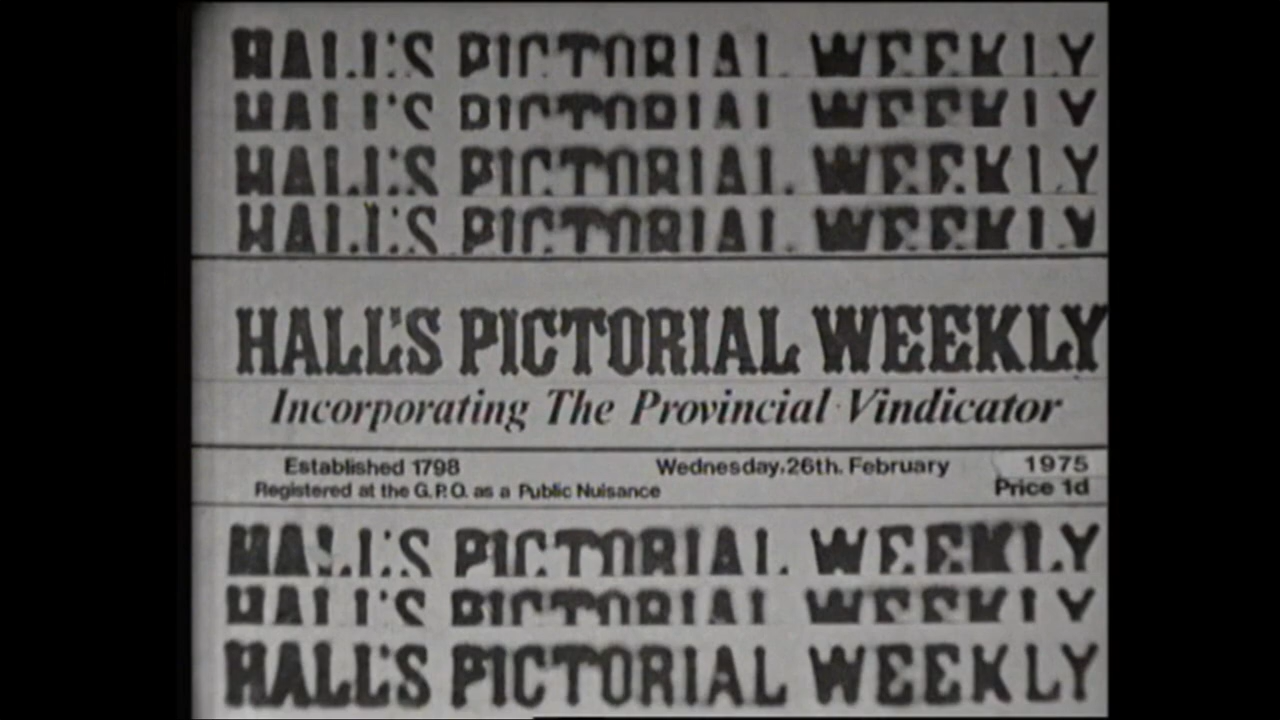 HALL'S PICTORIAL WEEKLY
HALL'S PICTORIAL WEEKLY
HALL'S PICTORIAL WEEKLY
HALL'S PICTORIAL WEEKLY
HALL'S PICTORIAL WEEKLY
Incorporating The Provincial Vindicator
Established 1798 Wednesday, 26th. February 1975
Registered at the G.P.O. as a Public Nuisance Price 1d
HALL'S PICTORIAL WEEKLY
HALL'S PICTORIAL WEEKLY
HALL'S PICTORIAL WEEKLY